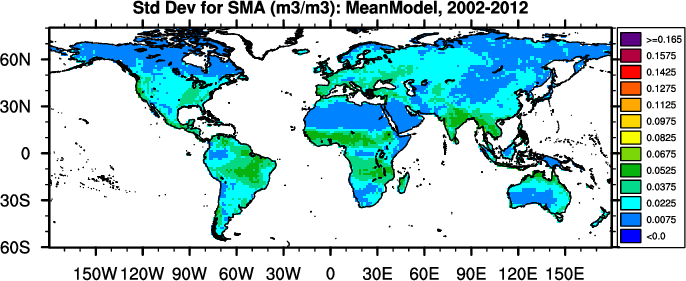 Std Dev for SMA (m3/m3): MeanModel, 2002-2012
60N
30N
0
30S
60S
150W 120W 90W 60W 30W 0 30E 60E 90E 120E 150E
>=0.165
0.1575
0.1425
0.1275
0.1125
0.0975
0.0825
0.0675
0.0525
0.0375
0.0225
0.0075
<0.0